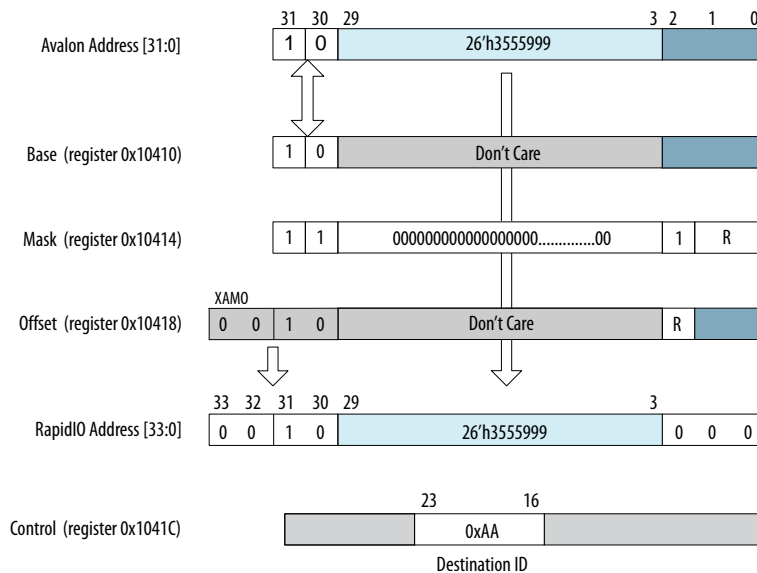 31 30 29 3 2 1 0
Avalon Address [31:0] 1 0 26'h3555999
Base (register 0x10410) 1 0 Don't Care
Mask (register 0x10414) 1 1 000000000000000000.............00 1 R
XAMO
Offset (register 0x10418) 0 0 1 0 Don't Care R
33 32 31 30 29 3
RapidIO Address [33:0] 0 0 1 0 26'h3555999 0 0 0
23 16
Control (register 0x1041C) 0xAA
Destination ID